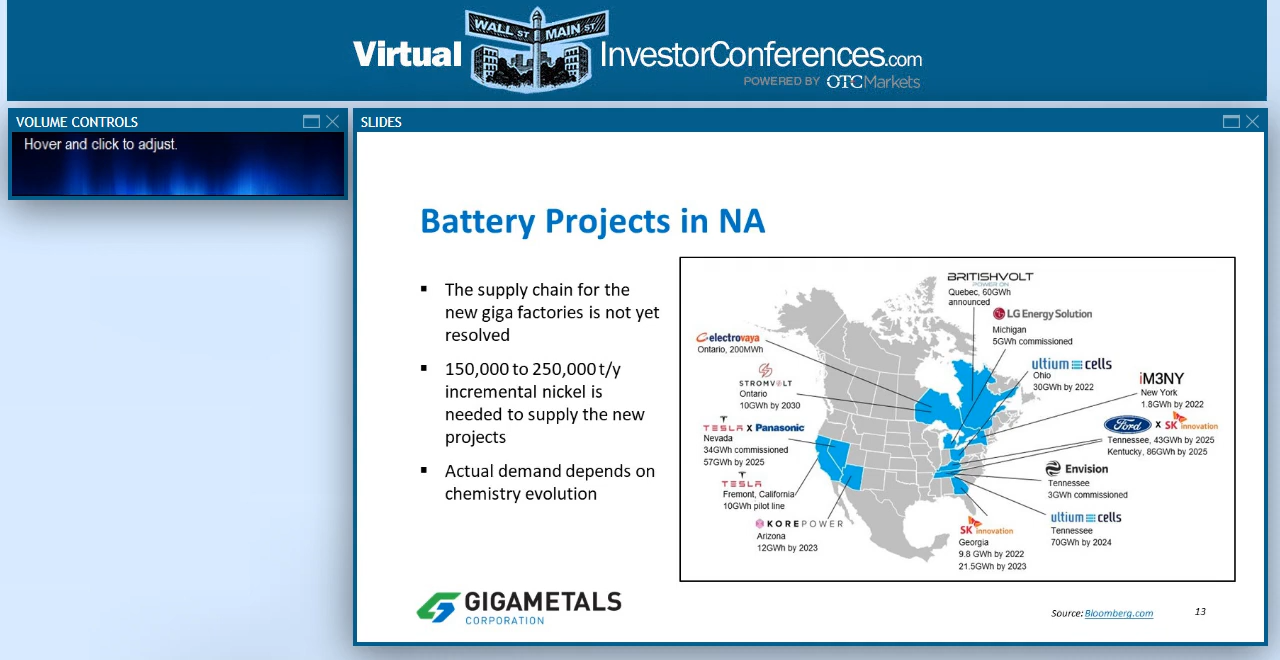 WALL ST MAIN ST
Virtual InvestorConferences.com
POWERED BY OTCMarkets
VOLUME CONTROLS
Hover and click to adjust.
SLIDES
Battery Projects in NA
▪ The supply chain for the
new giga factories is not yet
resolved
▪ 150,000 to 250,000 t/y
incremental nickel is
needed to supply the new
projects
▪ Actual demand depends on
chemistry evolution
BRITISHVOLT
POWER ON
Quebec, 60GWh
announced
LG Energy Solution
Michigan
5GWh commissioned
electrovaya
Ontario, 200MWh
ultium cells
Ohio
30GWh by 2022
STROMVOLT
Ontario
10GWh by 2030
iM3NY
New York
1.8GWh by 2022
TESLA X Panasonic
Nevada
34GWh commissioned
57GWh by 2025
Ford X SK innovation
Tennessee, 43GWh by 2025
Kentucky, 86GWh by 2025
TESLA
Fremont, California
10GWh pilot line
Envision
Tennessee
3GWh commissioned
KOREPOWER
Arizona
12GWh by 2023
SK innovation
Georgia
9.8 GWh by 2022
21.5GWh by 2023
ultium cells
Tennessee
70GWh by 2024
GIGAMETALS
CORPORATION
Source: Bloomberg.com
13